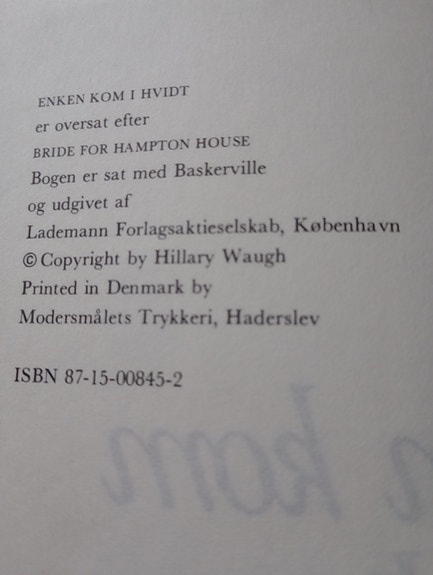 ENKEN KOM I HVIDT
er oversat efter
BRIDE FOR HAMPTON HOUSE
Bogen er sat med Baskerville
og udgivet af
Lademann Forlagsaktieselskab, København
© Copyright by Hillary Waugh
Printed in Denmark by
Modersmålets Trykkeri, Haderslev
ISBN 87-15-00845-2
n kom